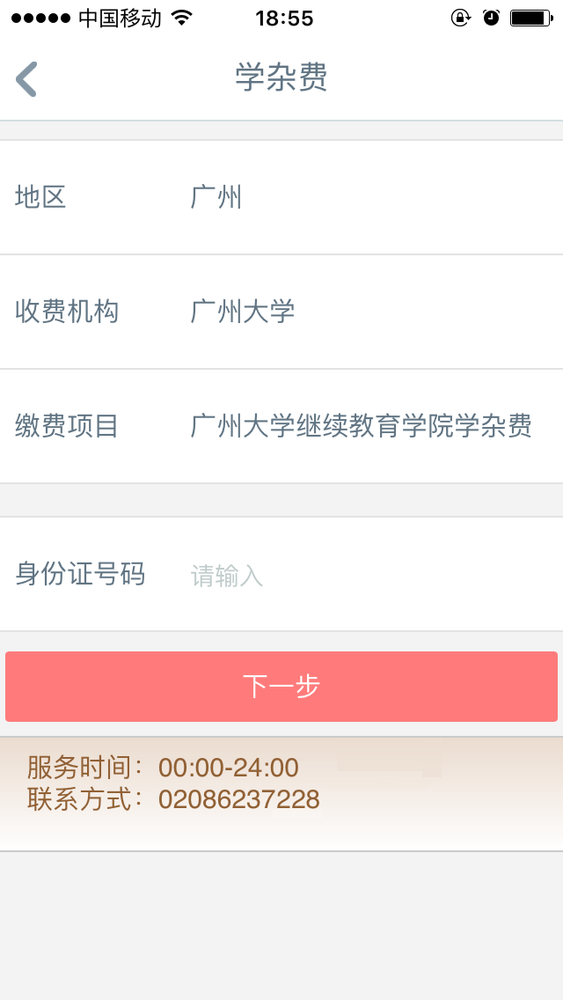 中国移动 18:55
学杂费
地区 广州
收费机构 广州大学
缴费项目 广州大学继续教育学院学杂费
身份证号码 请输入
下一步
服务时间：00:00-24:00
联系方式：02086237228